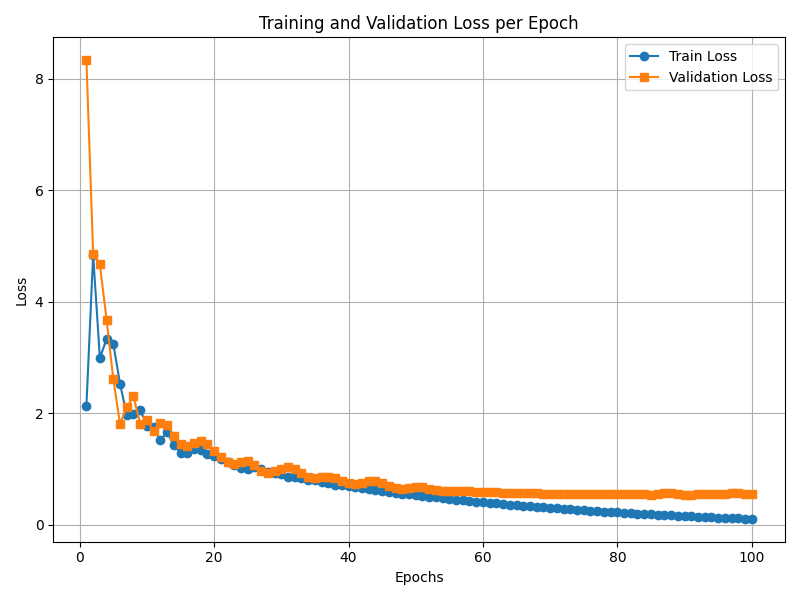 Training and Validation Loss per Epoch
Train Loss
Validation Loss
8
6
4
2
0
Loss
0 20 40 60 80 100
Epochs